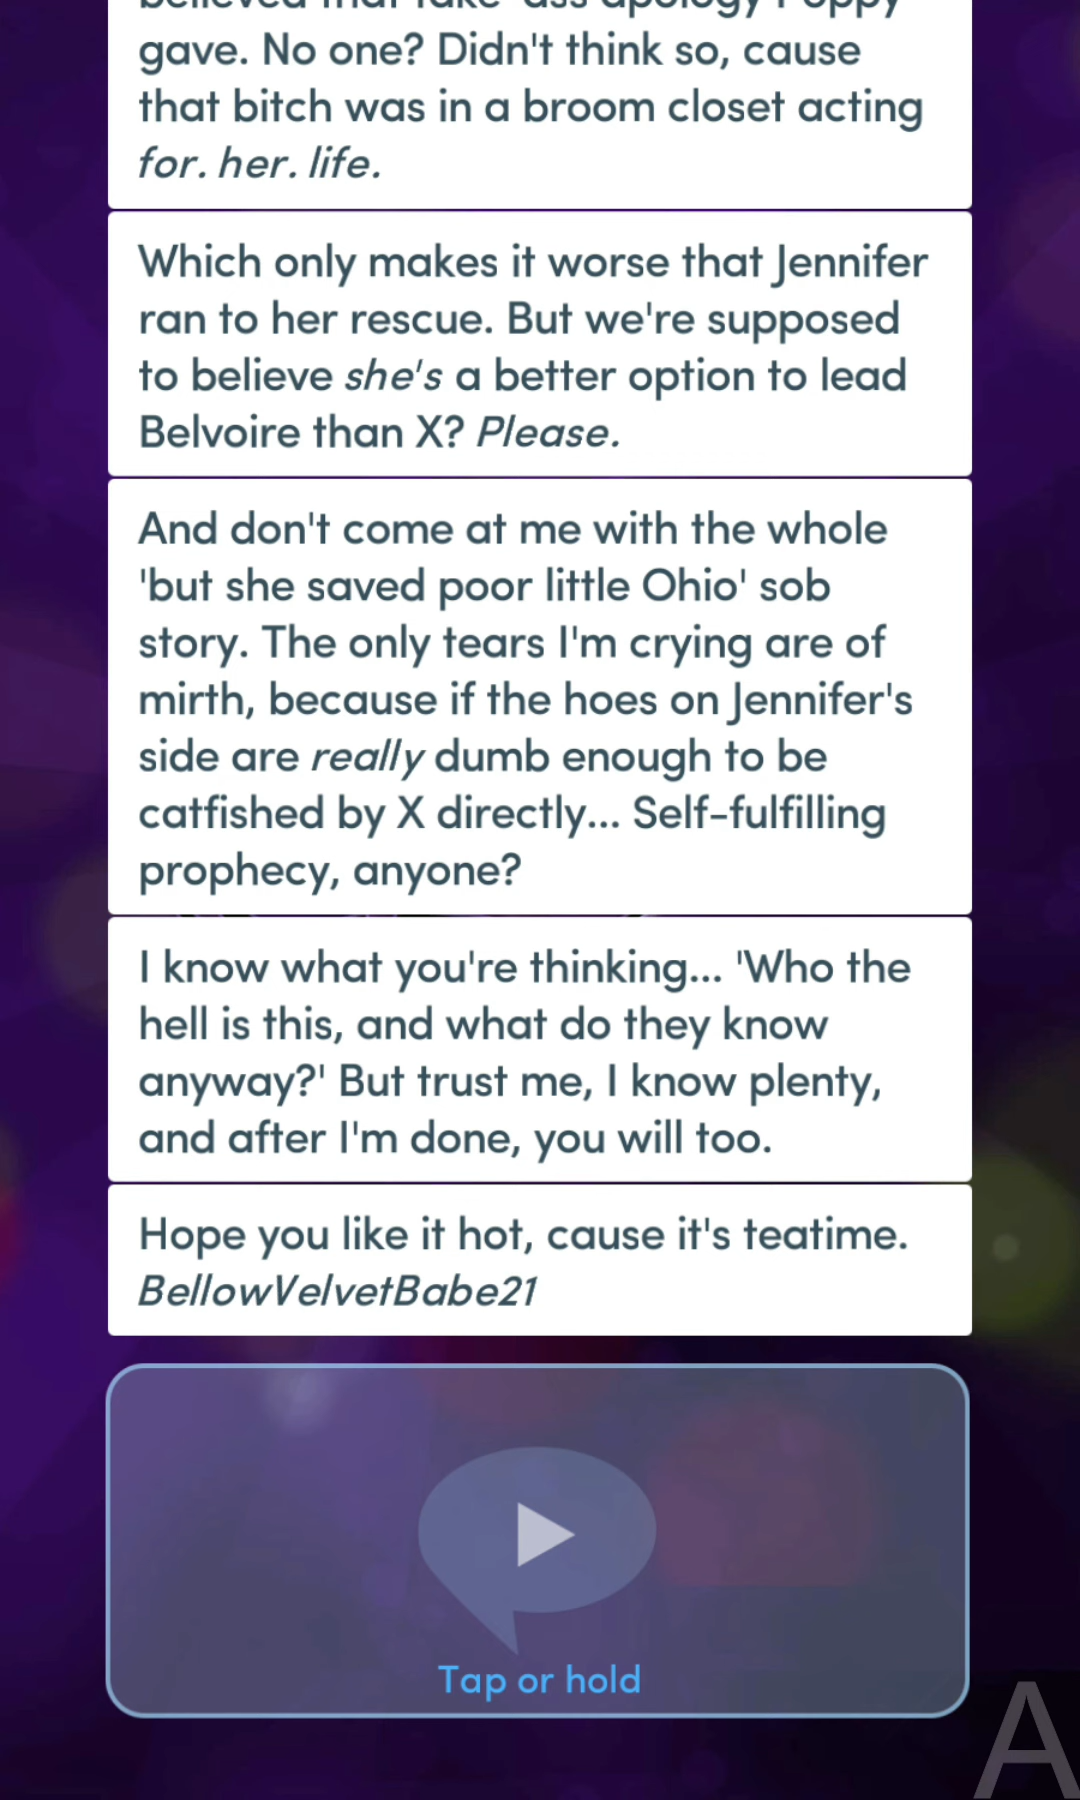 believed that fake-ass apology Poppy
gave. No one? Didn't think so, cause
that bitch was in a broom closet acting
for. her. life.
Which only makes it worse that Jennifer
ran to her rescue. But we're supposed
to believe she's a better option to lead
Belvoire than X? Please.
And don't come at me with the whole
'but she saved poor little Ohio' sob
story. The only tears I'm crying are of
mirth, because if the hoes on Jennifer's
side are really dumb enough to be
catfished by X directly... Self-fulfilling
prophecy, anyone?
I know what you're thinking... 'Who the
hell is this, and what do they know
anyway?' But trust me, I know plenty,
and after I'm done, you will too.
Hope you like it hot, cause it's teatime.
BellowVelvetBabe21
Tap or hold
A